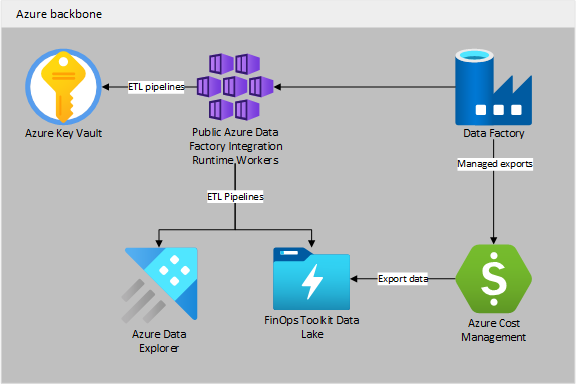 Azure backbone
ETL pipelines
Azure Key Vault
Public Azure Data
Factory Integration
Runtime Workers
Data Factory
Managed exports
ETL Pipelines
Export data
Azure Data
Explorer
FinOps Toolkit Data
Lake
Azure Cost
Management